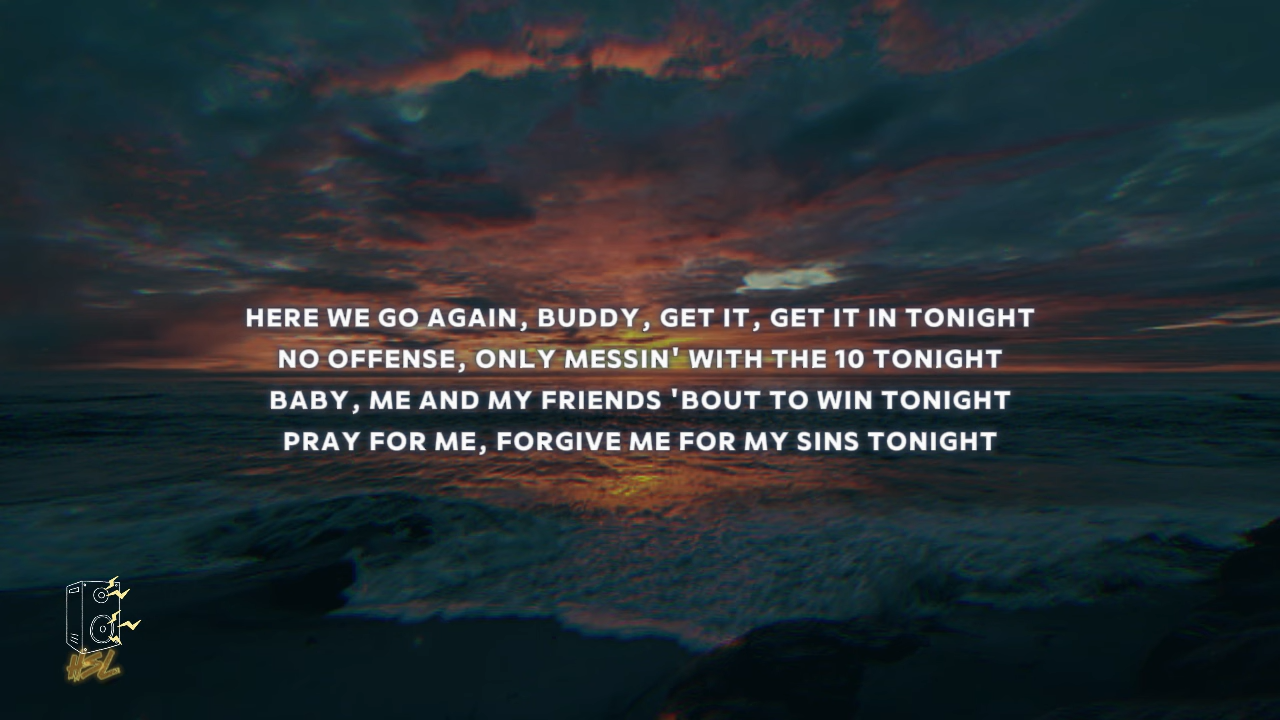 HERE WE GO AGAIN, BUDDY, GET IT, GET IT IN TONIGHT
NO OFFENSE, ONLY MESSIN' WITH THE 10 TONIGHT
BABY, ME AND MY FRIENDS 'BOUT TO WIN TONIGHT
PRAY FOR ME, FORGIVE ME FOR MY SINS TONIGHT
HSL